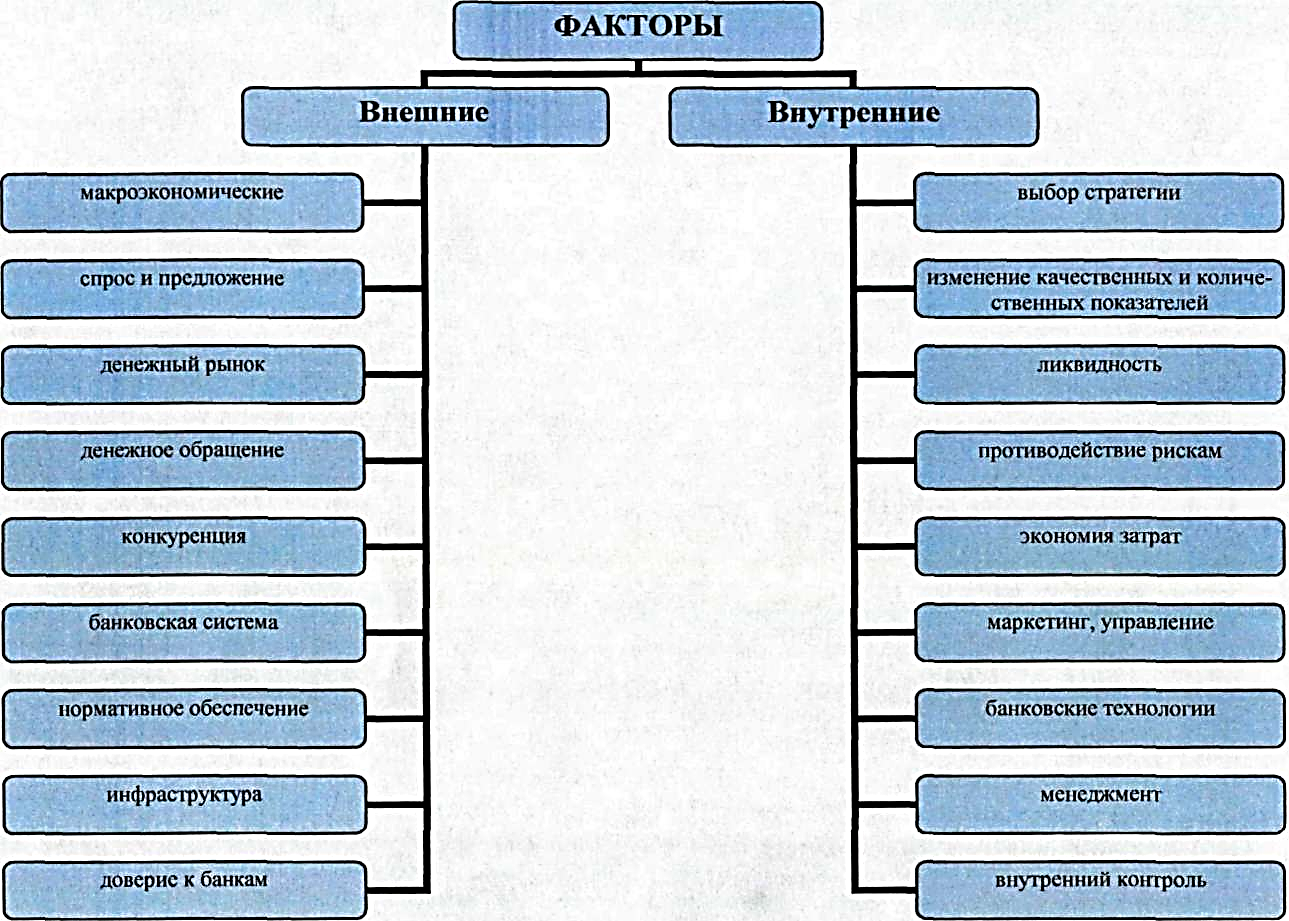 ФАКТОРЫ
Внешние
макроэкономические
спрос и предложение
денежный рынок
денежное обращение
конкуренция
банковская система
нормативное обеспечение
инфраструктура
доверие к банкам
Внутренние
выбор стратегии
изменение качественных и количе-
ственных показателей
ликвидность
противодействие рискам
экономия затрат
маркетинг, управление
банковские технологии
менеджмент
внутренний контроль